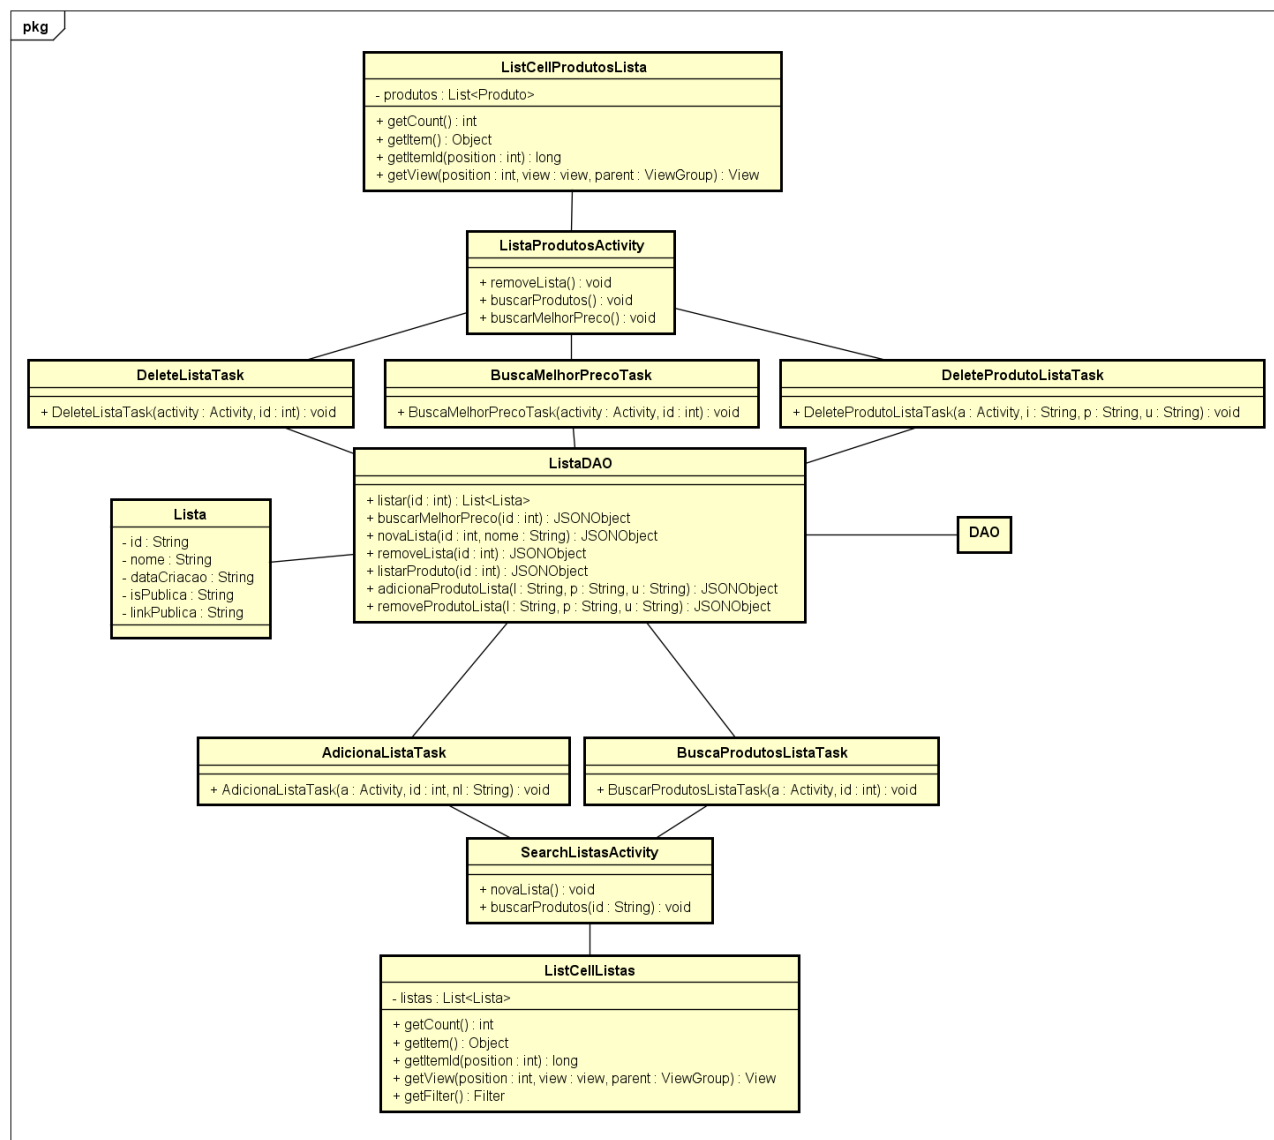 pkg
ListCellProdutosLista
- produtos : List<Produto>
+ getCount() : int
+ getItem() : Object
+ getItemId(position : int) : long
+ getView(position : int, view : view, parent : ViewGroup) : View
ListaProdutosActivity
+ removeLista() : void
+ buscarProdutos() : void
+ buscarMelhorPreco() : void
DeleteListaTask
+ DeleteListaTask(activity : Activity, id : int) : void
BuscaMelhorPrecoTask
+ BuscaMelhorPrecoTask(activity : Activity, id : int) : void
DeleteProdutoListaTask
+ DeleteProdutoListaTask(a : Activity, i : String, p : String, u : String) : void
ListaDAO
+ listar(id : int) : List<Lista>
+ buscarMelhorPreco(id : int) : JSONObject
+ novaLista(id : int, nome : String) : JSONObject
+ removeLista(id : int) : JSONObject
+ listarProduto(id : int) : JSONObject
+ adicionaProdutoLista(l : String, p : String, u : String) : JSONObject
+ removeProdutoLista(l : String, p : String, u : String) : JSONObject
Lista
- id : String
- nome : String
- dataCriacao : String
- isPublica : String
- linkPublica : String
DAO
AdicionaListaTask
+ AdicionaListaTask(a : Activity, id : int, nl : String) : void
BuscaProdutosListaTask
+ BuscarProdutosListaTask(a : Activity, id : int) : void
SearchListasActivity
+ novaLista() : void
+ buscarProdutos(id : String) : void
ListCellListas
- listas : List<Lista>
+ getCount() : int
+ getItem() : Object
+ getItemId(position : int) : long
+ getView(position : int, view : view, parent : ViewGroup) : View
+ getFilter() : Filter